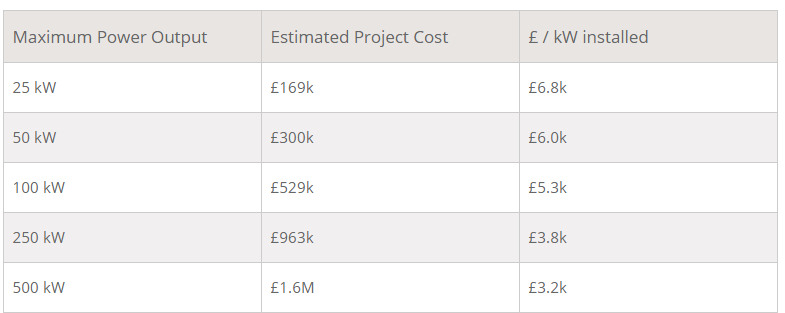 Maximum Power Output Estimated Project Cost £ / kW installed
25 kW £169k £6.8k
50 kW £300k £6.0k
100 kW £529k £5.3k
250 kW £963k £3.8k
500 kW £1.6M £3.2k